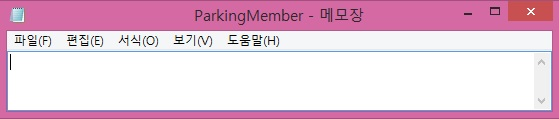 ParkingMember - 메모장
파일(F) 편집(E) 서식(O) 보기(V) 도움말(H)